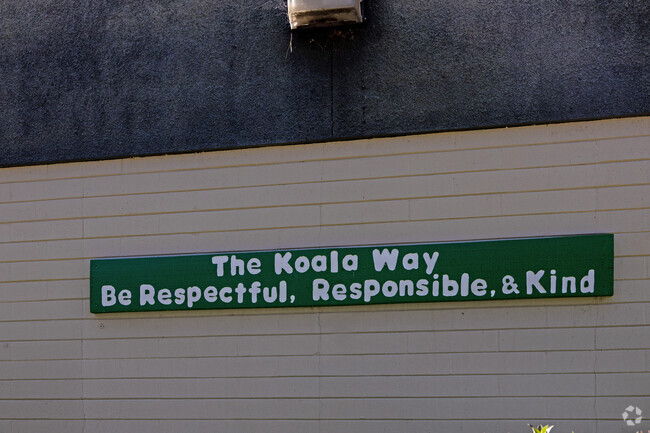 The Koala Way
Be Respectful, Responsible, & Kind